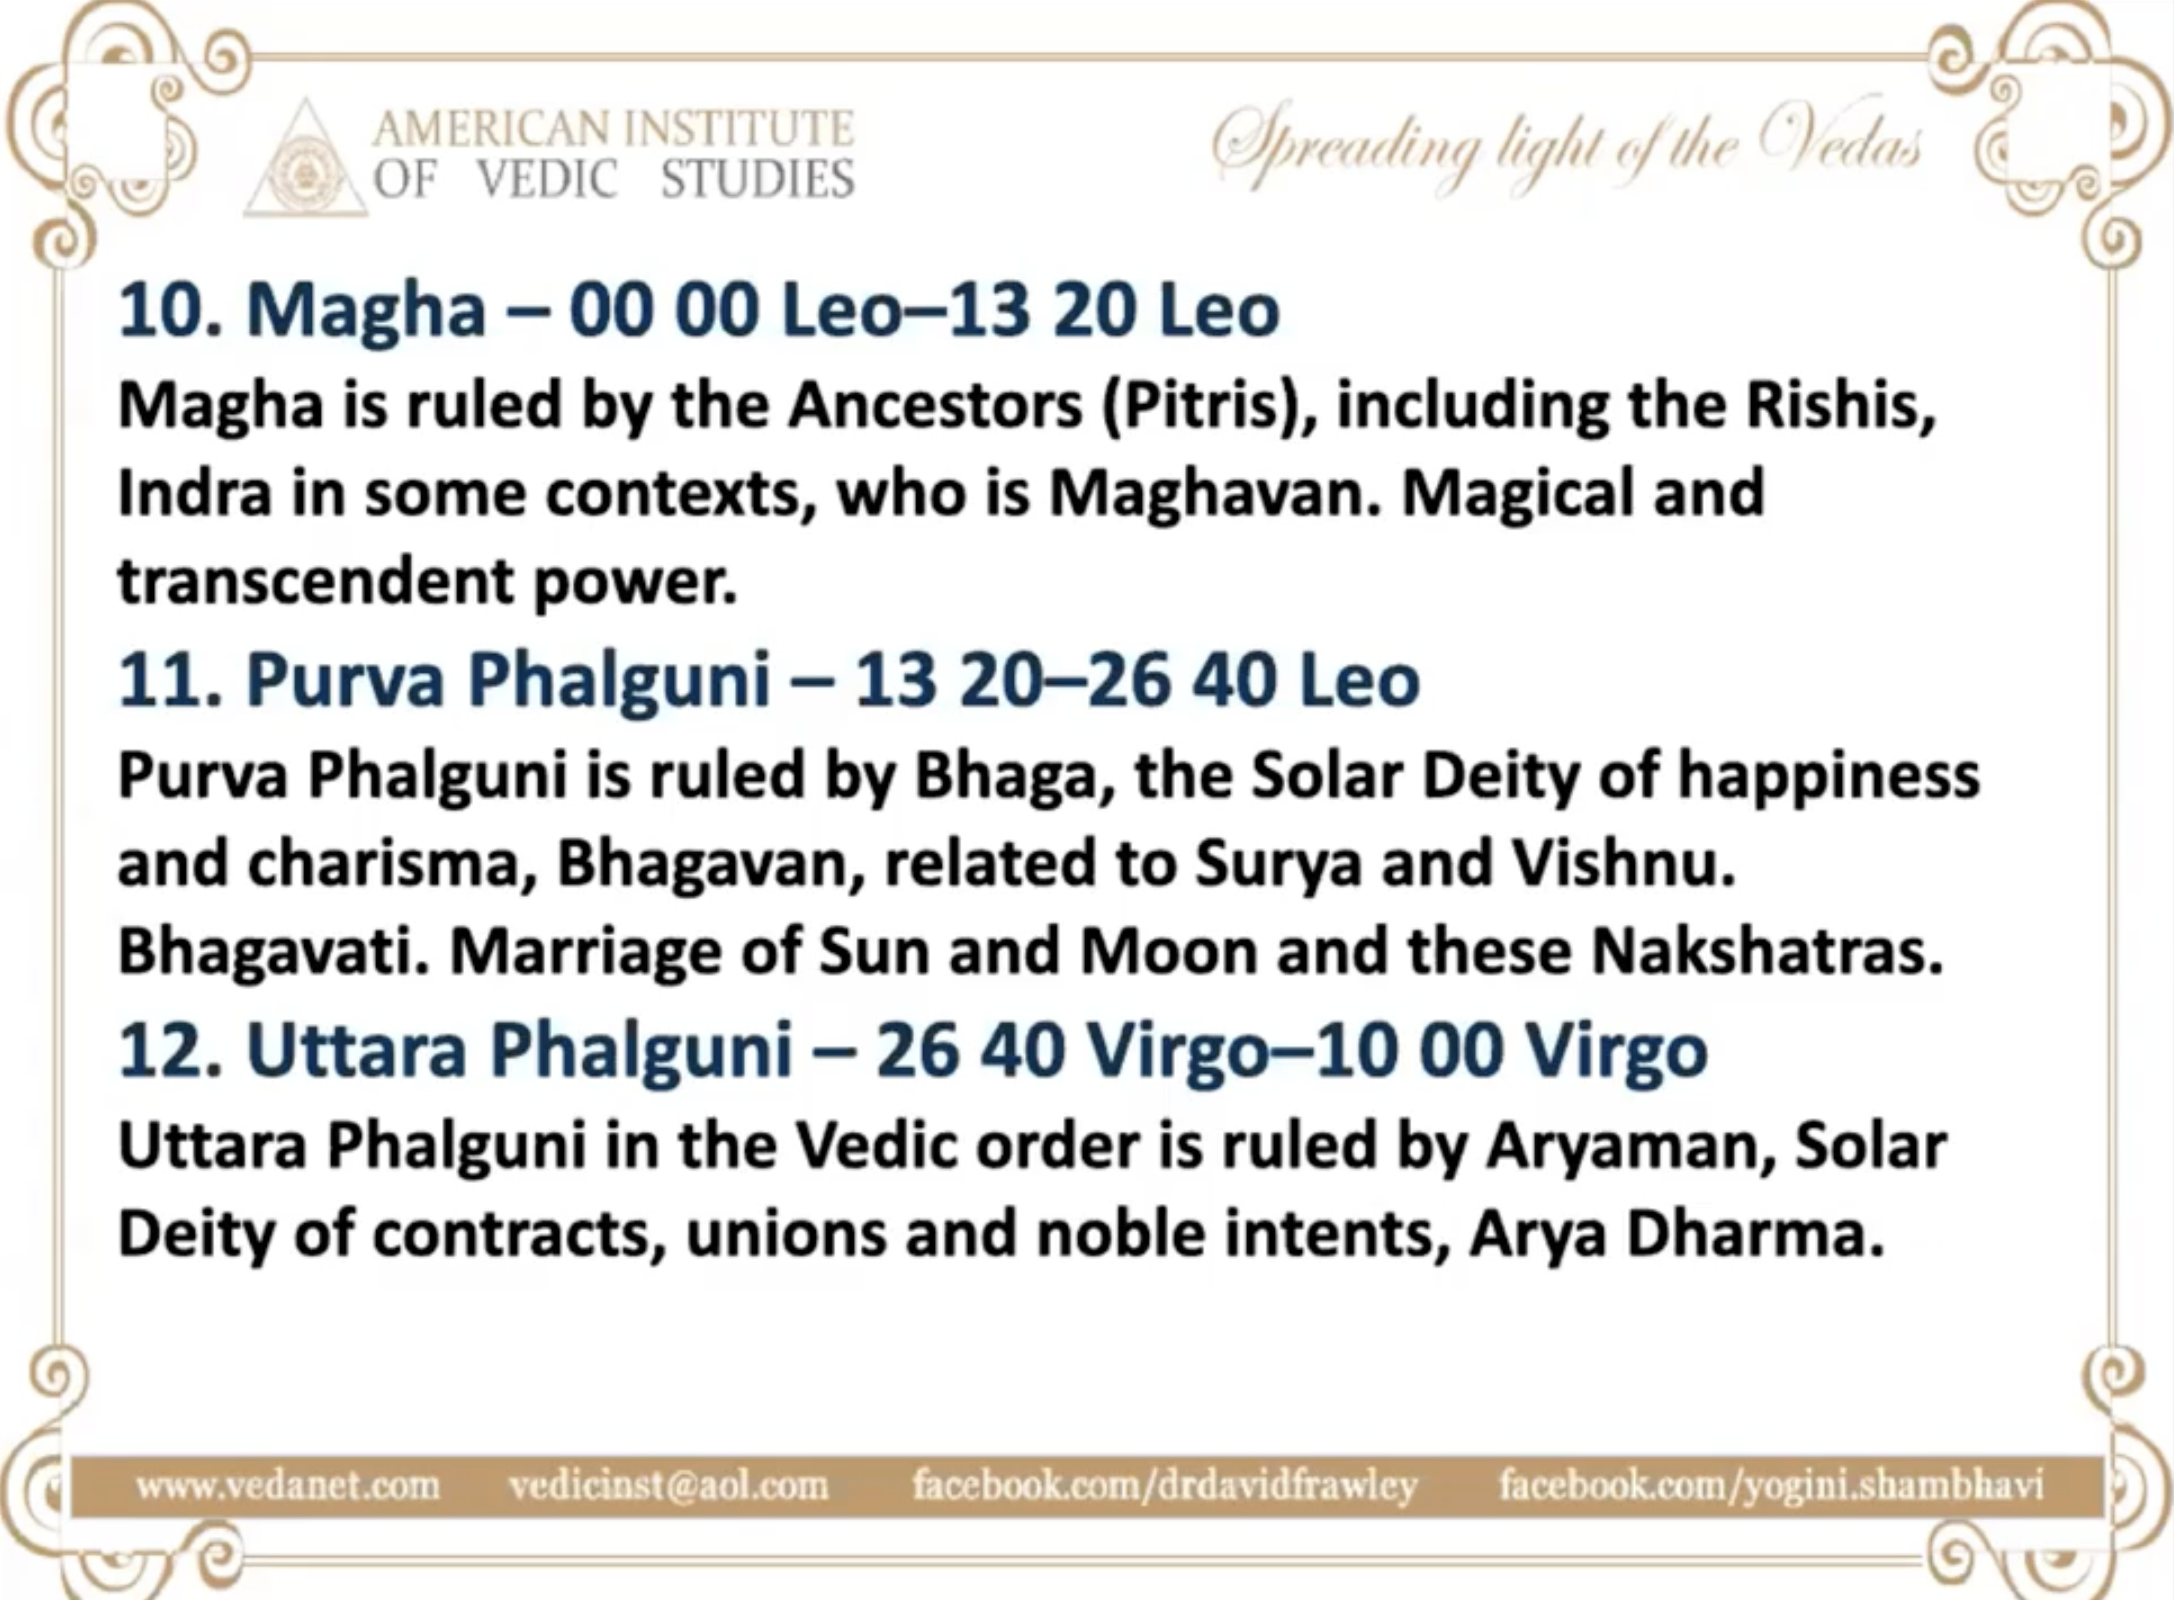 AMERICAN INSTITUTE
OF VEDIC STUDIES
Spreading light of the Vedas
10. Magha – 00 00 Leo–13 20 Leo
Magha is ruled by the Ancestors (Pitris), including the Rishis,
Indra in some contexts, who is Maghavan. Magical and
transcendent power.
11. Purva Phalguni – 13 20–26 40 Leo
Purva Phalguni is ruled by Bhaga, the Solar Deity of happiness
and charisma, Bhagavan, related to Surya and Vishnu.
Bhagavati. Marriage of Sun and Moon and these Nakshatras.
12. Uttara Phalguni – 26 40 Virgo–10 00 Virgo
Uttara Phalguni in the Vedic order is ruled by Aryaman, Solar
Deity of contracts, unions and noble intents, Arya Dharma.
www.vedanet.com vedicinst@aol.com facebook.com/drdavidfrawley facebook.com/yogini.shambhavi